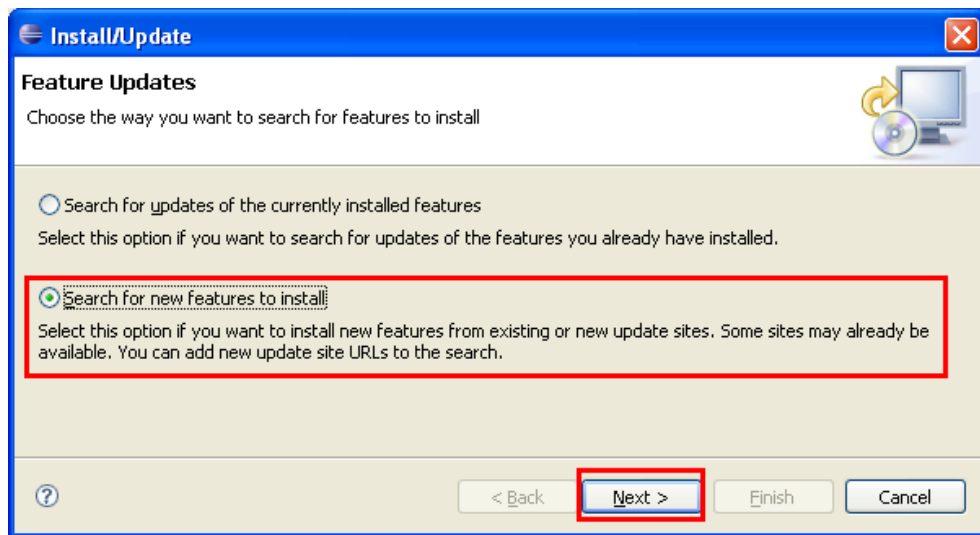 Install/Update
Feature Updates
Choose the way you want to search for features to install
Search for updates of the currently installed features
Select this option if you want to search for updates of the features you already have installed.
Search for new features to install
Select this option if you want to install new features from existing or new update sites. Some sites may already be
available. You can add new update site URLs to the search.
?
< Back Next > Finish Cancel